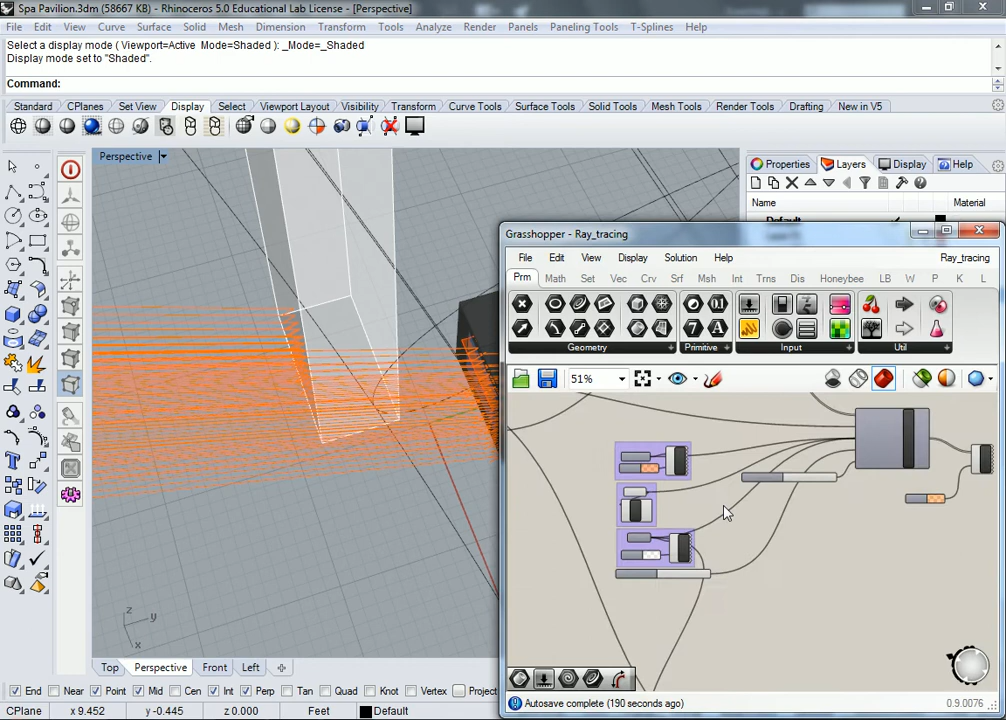 Spa Pavilion.3dm (58667 KB) - Rhinoceros 5.0 Educational Lab License - [Perspective]
File Edit View Curve Surface Solid Mesh Dimension Transform Tools Analyze Render Panels Paneling Tools T-Splines Help
Select a display mode ( Viewport=Active Mode=Shaded ): _Mode=_Shaded
Display mode set to "Shaded".
Command:
Standard CPlanes Set View Display Select Viewport Layout Visibility Transform Curve Tools Surface Tools Solid Tools Mesh Tools Render Tools Drafting New in V5
Perspective
Properties Layers Display Help
Name Material
Default
Grasshopper - Ray_tracing
File Edit View Display Solution Help Ray_tracing
Prm Math Set Vec Crv Srf Msh Int Trns Dis Honeybee LB W P K L
Geometry Primitive Input Util
51%
z
y
x
Top Perspective Front Left
Autosave complete (190 seconds ago) 0.9.0076
End Near Point Mid Cen Int Perp Tan Quad Knot Vertex Project
CPlane x 9.452 y -0.445 z 0.000 Feet Default